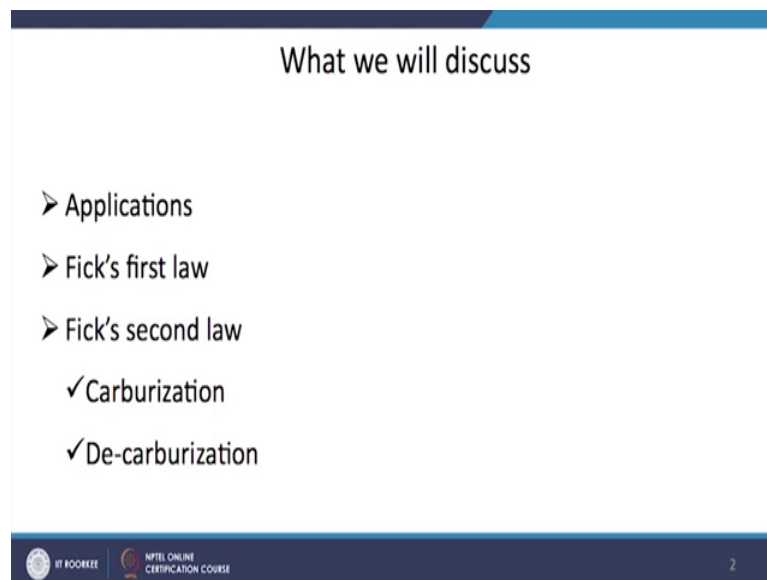 What we will discuss
➢ Applications
➢ Fick's first law
➢ Fick's second law
✓Carburization
✓De-carburization
IIT ROORKEE
NPTEL ONLINE
CERTIFICATION COURSE
2